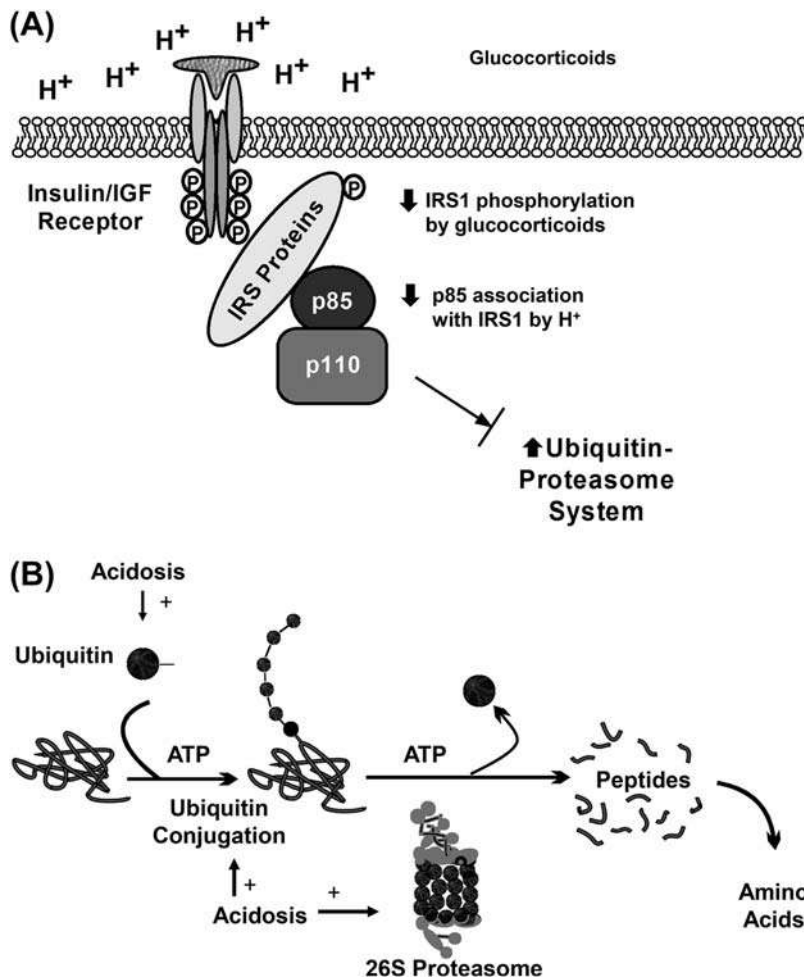 (A)
H+ H+ H+ H+ H+ H+
Glucocorticoids
Insulin/IGF
Receptor
P P P P P P
P
IRS Proteins
p85
p110
IRS1 phosphorylation
by glucocorticoids
p85 association
with IRS1 by H+
Ubiquitin-
Proteasome
System
(B)
Acidosis
+
Ubiquitin
ATP
Ubiquitin
Conjugation
+
Acidosis
+
ATP
26S Proteasome
Peptides
Amino
Acids